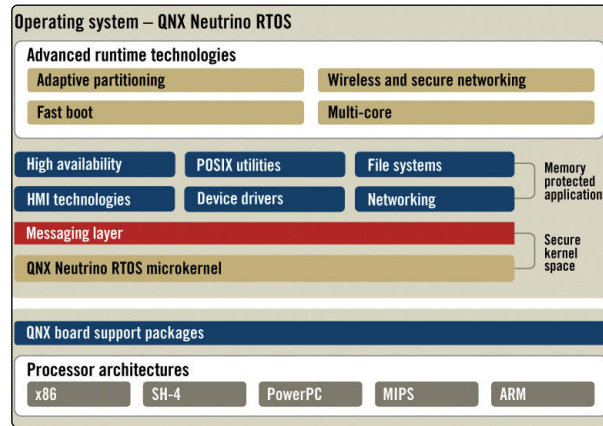 Operating system – QNX Neutrino RTOS
Advanced runtime technologies
Adaptive partitioning
Wireless and secure networking
Fast boot
Multi-core
High availability
POSIX utilities
File systems
HMI technologies
Device drivers
Networking
Memory
protected
application
Messaging layer
QNX Neutrino RTOS microkernel
Secure
kernel
space
QNX board support packages
Processor architectures
x86
SH-4
PowerPC
MIPS
ARM